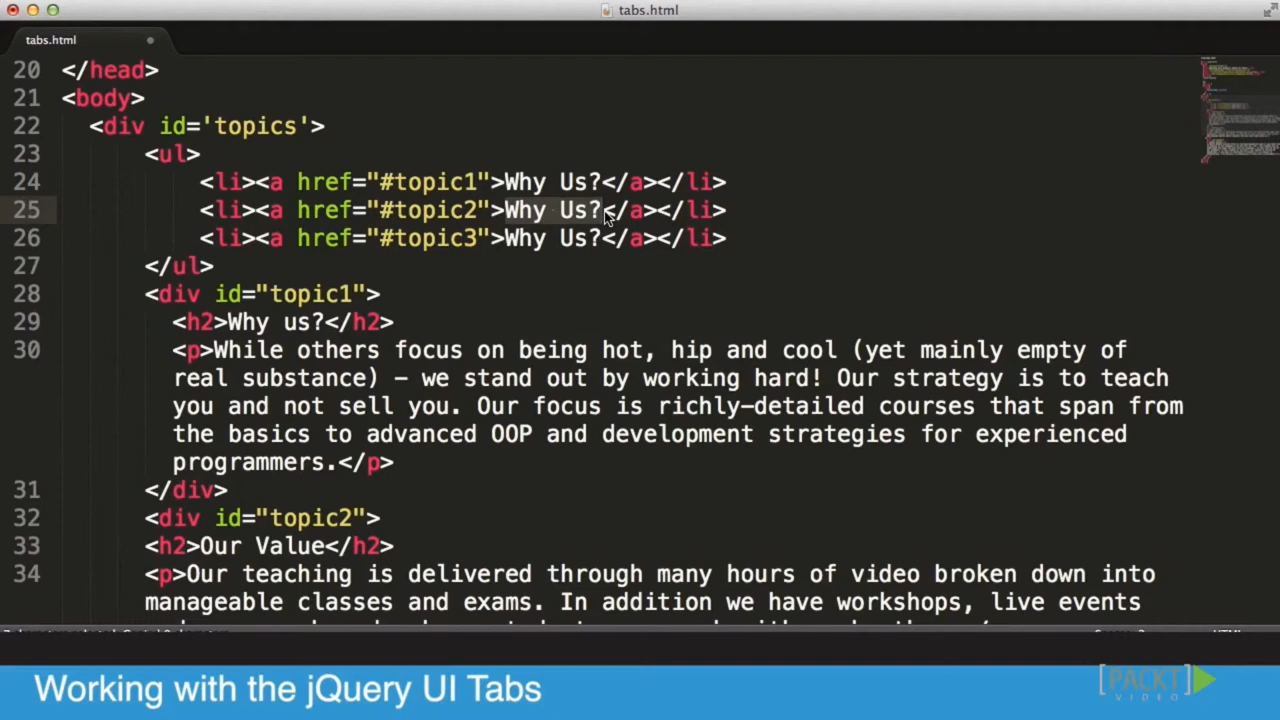 tabs.html
tabs.html
20 </head>
21 <body>
22 <div id='topics'>
23 <ul>
24 <li><a href="#topic1">Why Us?</a></li>
25 <li><a href="#topic2">Why Us?</a></li>
26 <li><a href="#topic3">Why Us?</a></li>
27 </ul>
28 <div id="topic1">
29 <h2>Why us?</h2>
30 <p>While others focus on being hot, hip and cool (yet mainly empty of
real substance) - we stand out by working hard! Our strategy is to teach
you and not sell you. Our focus is richly-detailed courses that span from
the basics to advanced OOP and development strategies for experienced
programmers.</p>
31 </div>
32 <div id="topic2">
33 <h2>Our Value</h2>
34 <p>Our teaching is delivered through many hours of video broken down into
manageable classes and exams. In addition we have workshops, live events
Working with the jQuery UI Tabs
[PACKT]
VIDEO